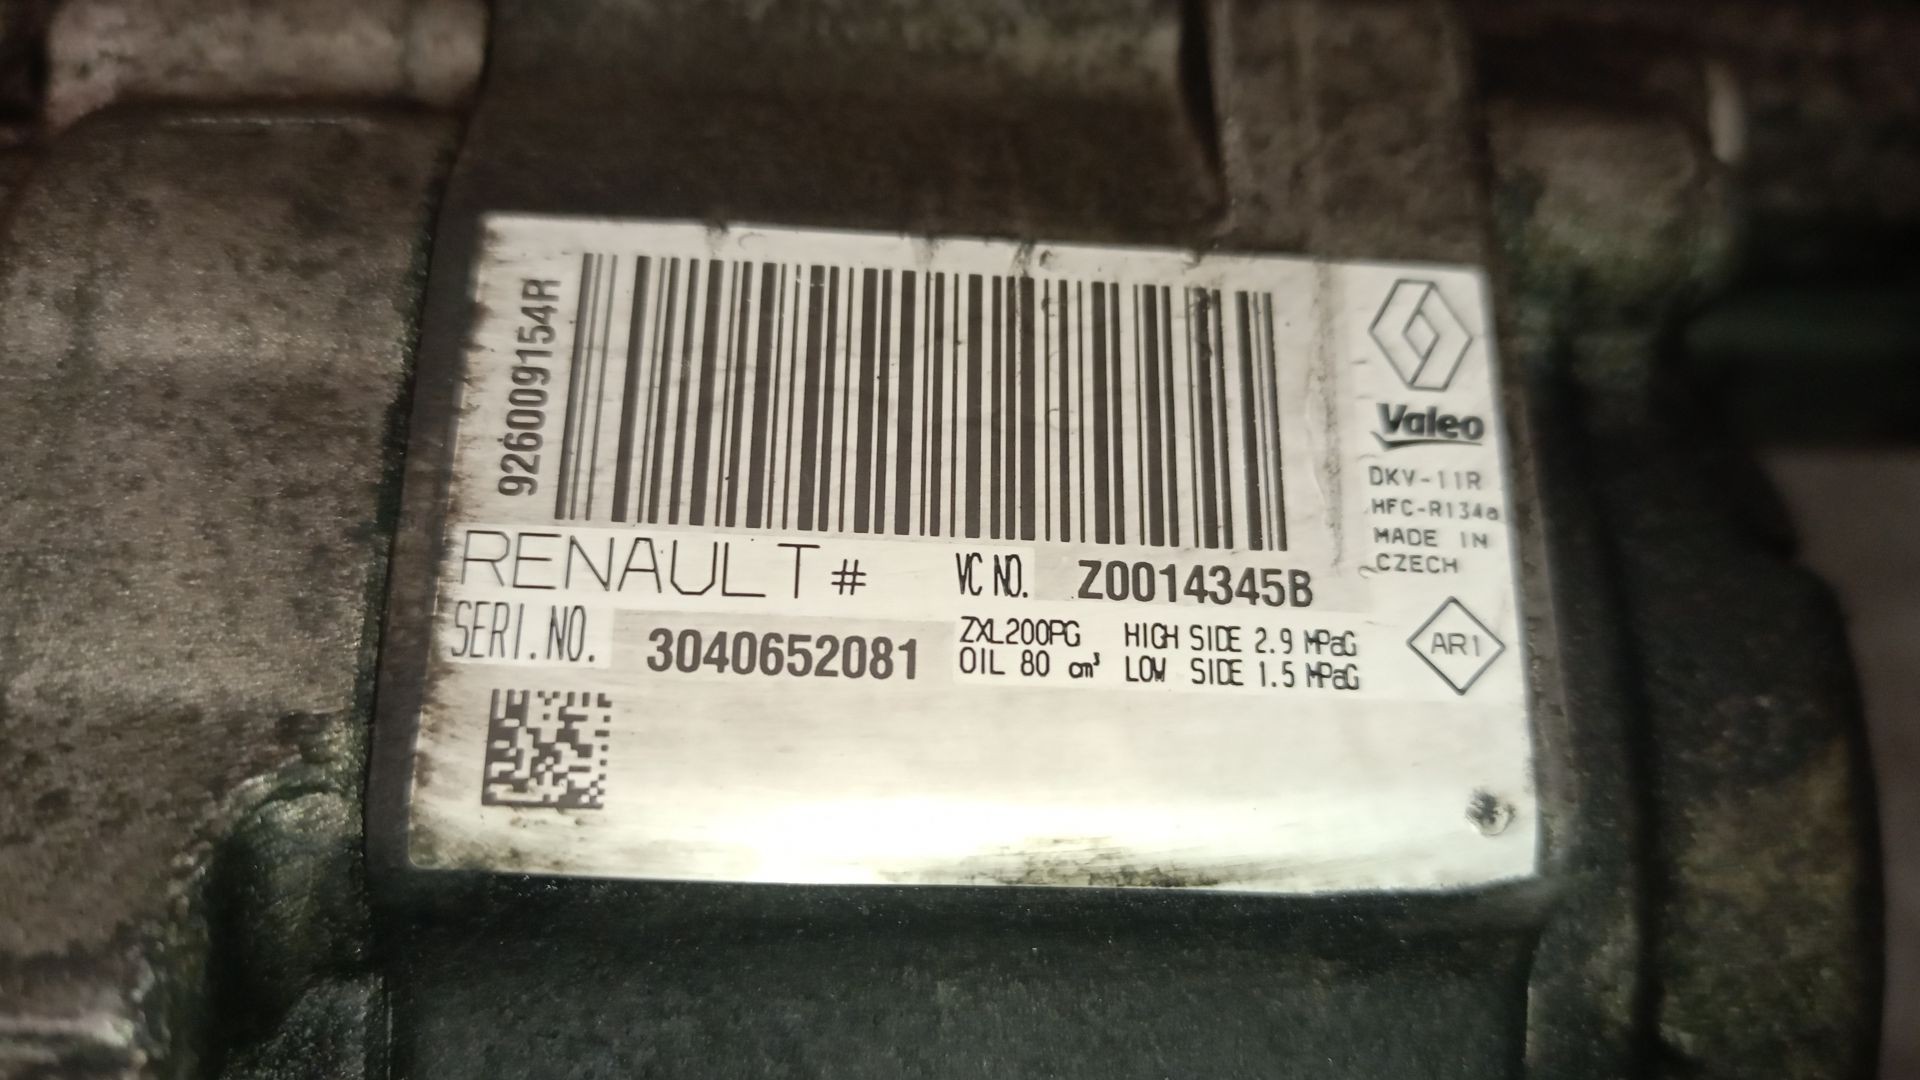 926009154R
Valeo
DKV-11R
HFC-R134a
MADE IN
CZECH
RENAULT # VC NO. Z0014345B
SERI.NO. 3040652081
ZXL200PG HIGH SIDE 2.9 MPaG
OIL 80 cm³ LOW SIDE 1.5 MPaG
AR1